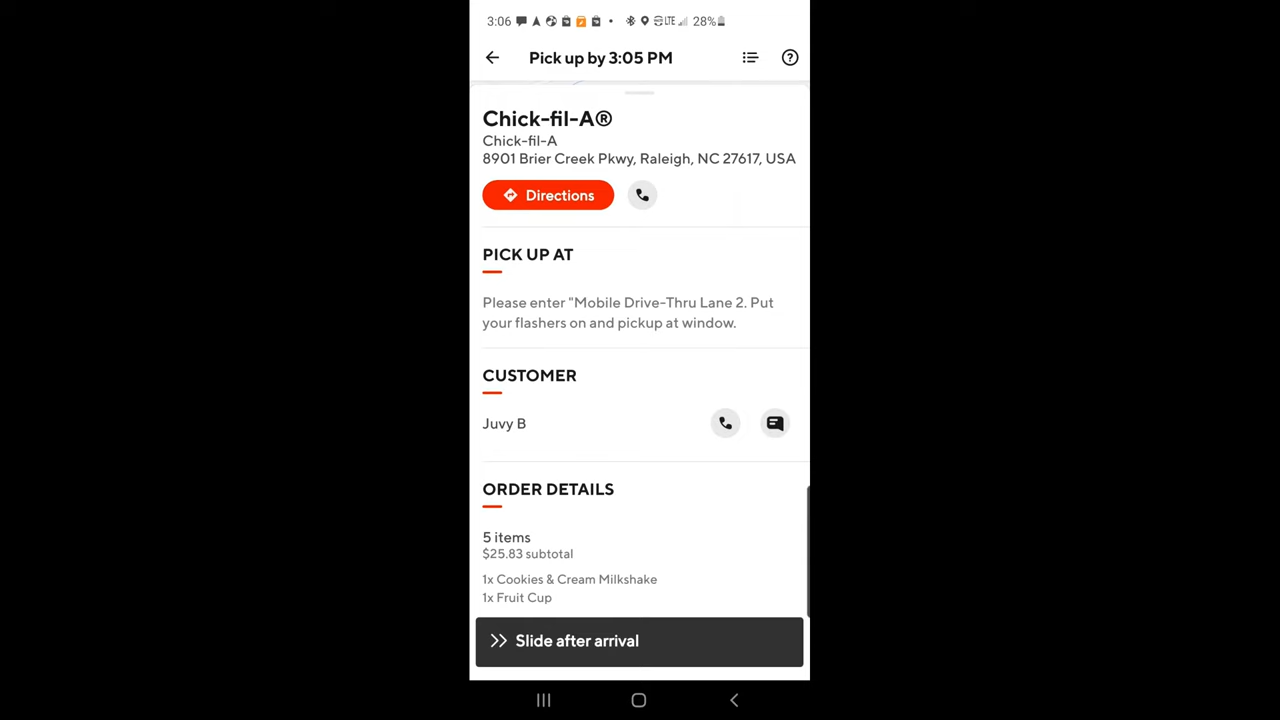 3:06 LTE 28%
Pick up by 3:05 PM
Chick-fil-A®
Chick-fil-A
8901 Brier Creek Pkwy, Raleigh, NC 27617, USA
Directions
PICK UP AT
Please enter "Mobile Drive-Thru Lane 2. Put
your flashers on and pickup at window.
CUSTOMER
Juvy B
ORDER DETAILS
5 items
$25.83 subtotal
1x Cookies & Cream Milkshake
1x Fruit Cup
Slide after arrival